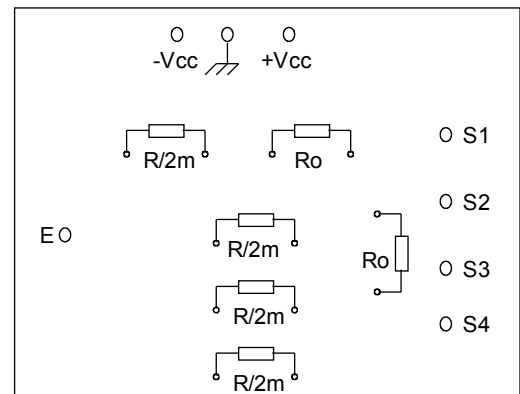 -Vcc +Vcc
R/2m Ro S1
S2
E R/2m Ro S3
R/2m S4
R/2m